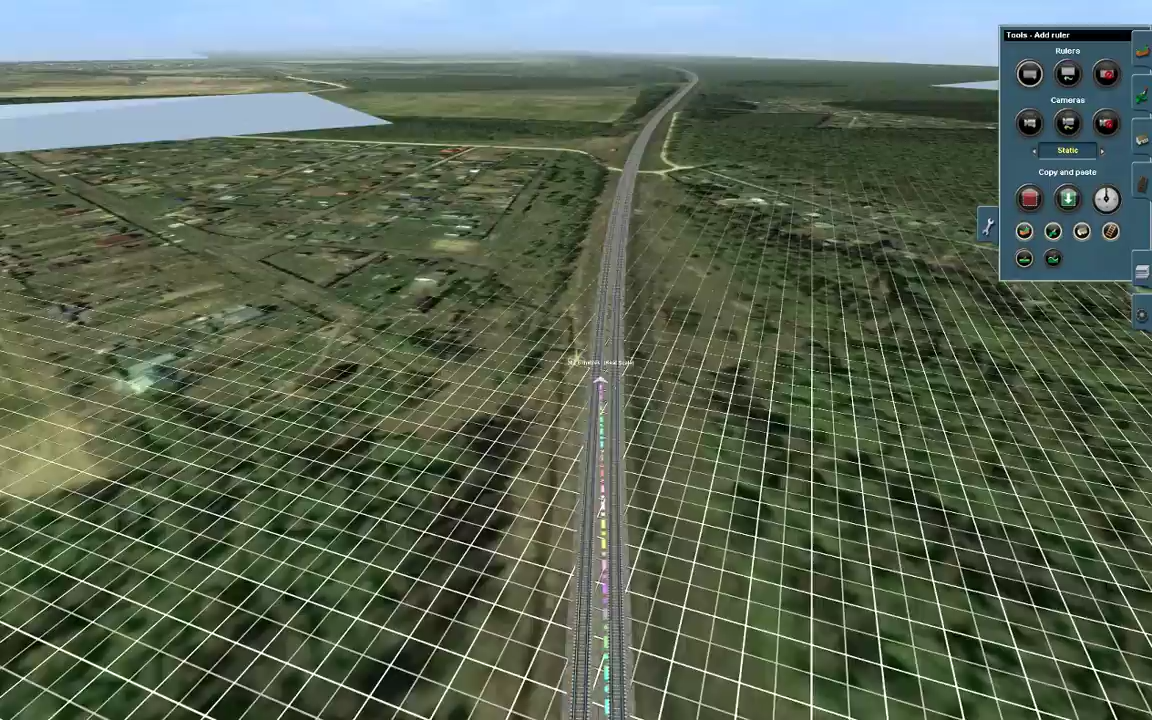 Tools - Add ruler
Rulers
Cameras
Static
Copy and paste